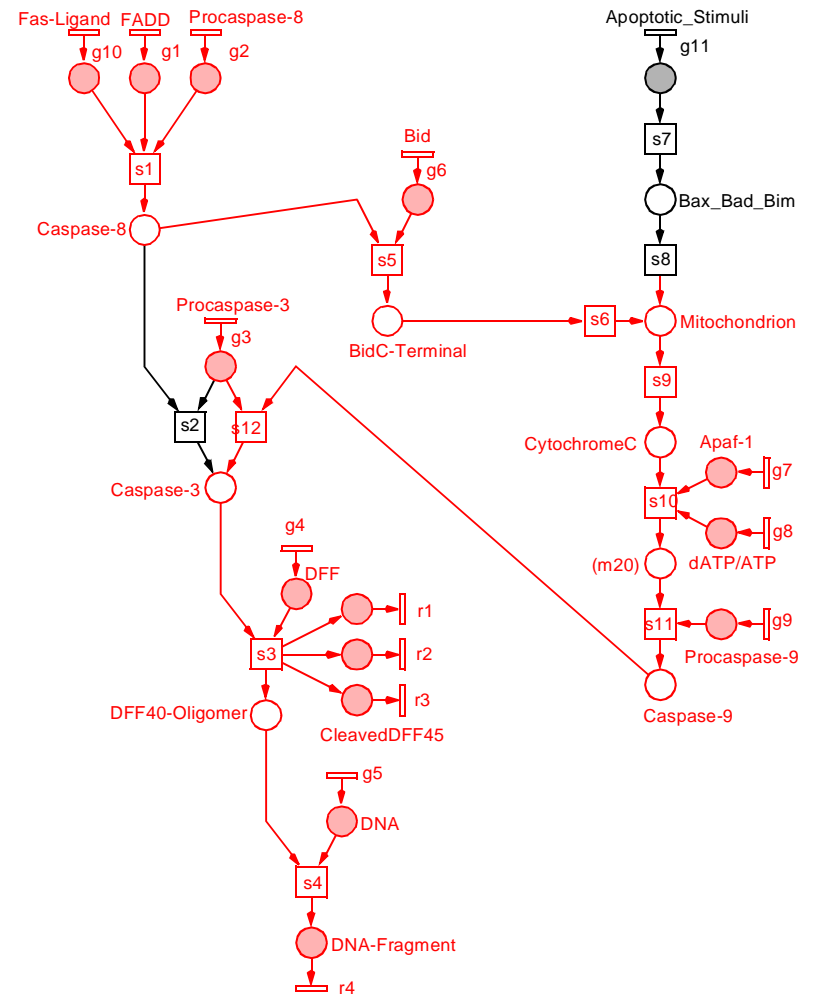 Fas-Ligand
FADD
Procaspase-8
Apoptotic_Stimuli
g10
g1
g2
g11
s7
Bid
s1
g6
Caspase-8
Bax_Bad_Bim
s5
s8
Procaspase-3
s6
Mitochondrion
g3
BidC-Terminal
s9
s2
s12
CytochromeC
Apaf-1
g7
Caspase-3
s10
g4
g8
(m20)
dATP/ATP
DFF
r1
s11
g9
s3
r2
Procaspase-9
r3
DFF40-Oligomer
Caspase-9
CleavedDFF45
g5
DNA
s4
DNA-Fragment
r4